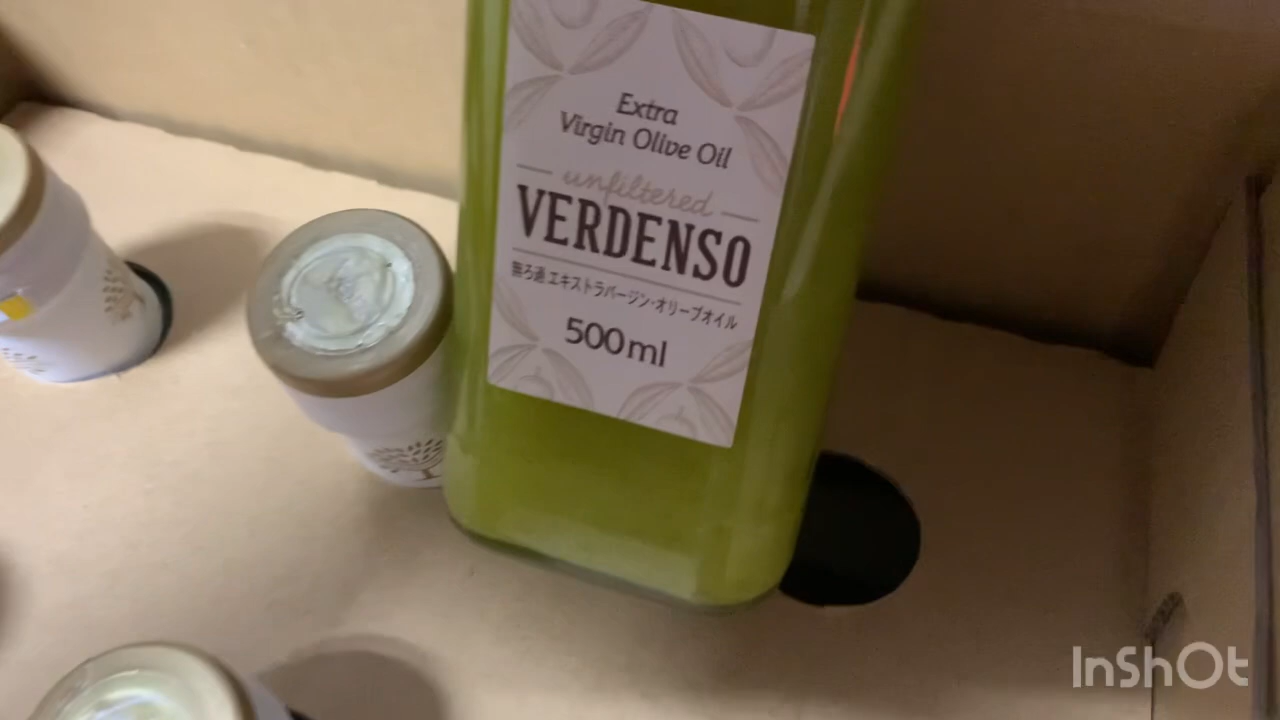 Extra
Virgin Olive Oil
unfiltered
VERDENSO
無ろ過 エキストラバージン・オリーブオイル
500ml
InShOt